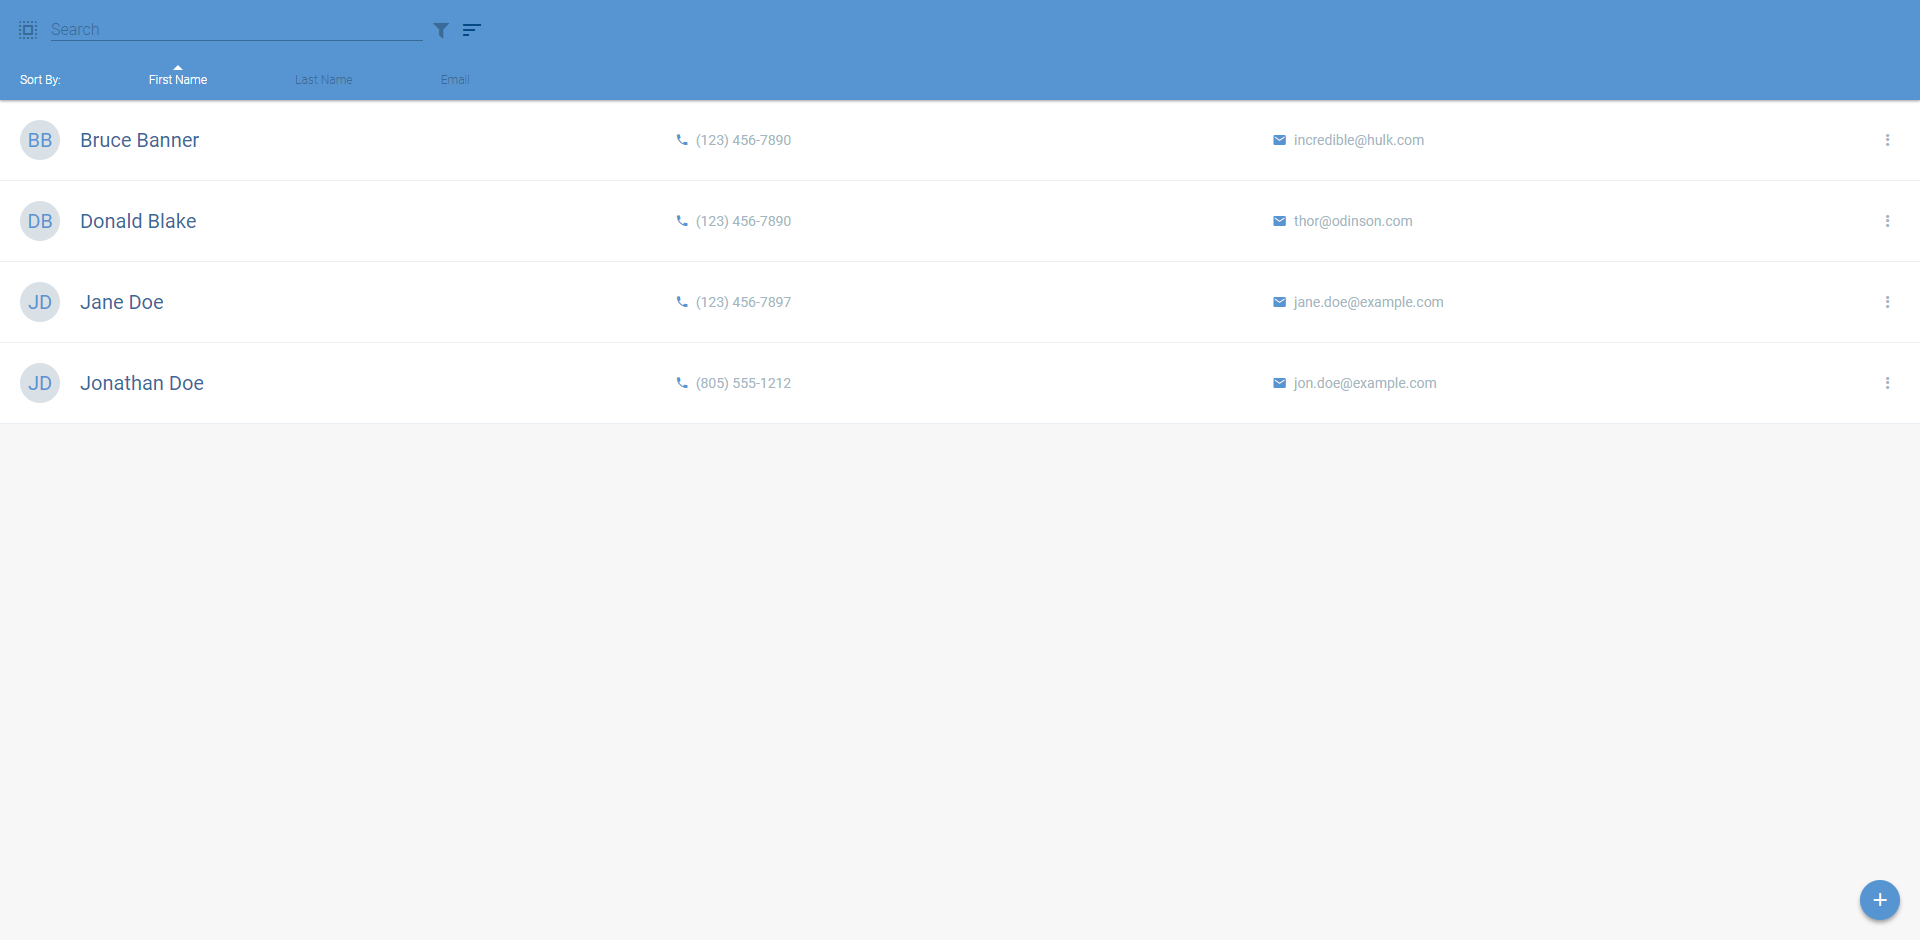 Search
Sort By: First Name Last Name Email
BB Bruce Banner (123) 456-7890 incredible@hulk.com
DB Donald Blake (123) 456-7890 thor@odinson.com
JD Jane Doe (123) 456-7897 jane.doe@example.com
JD Jonathan Doe (805) 555-1212 jon.doe@example.com